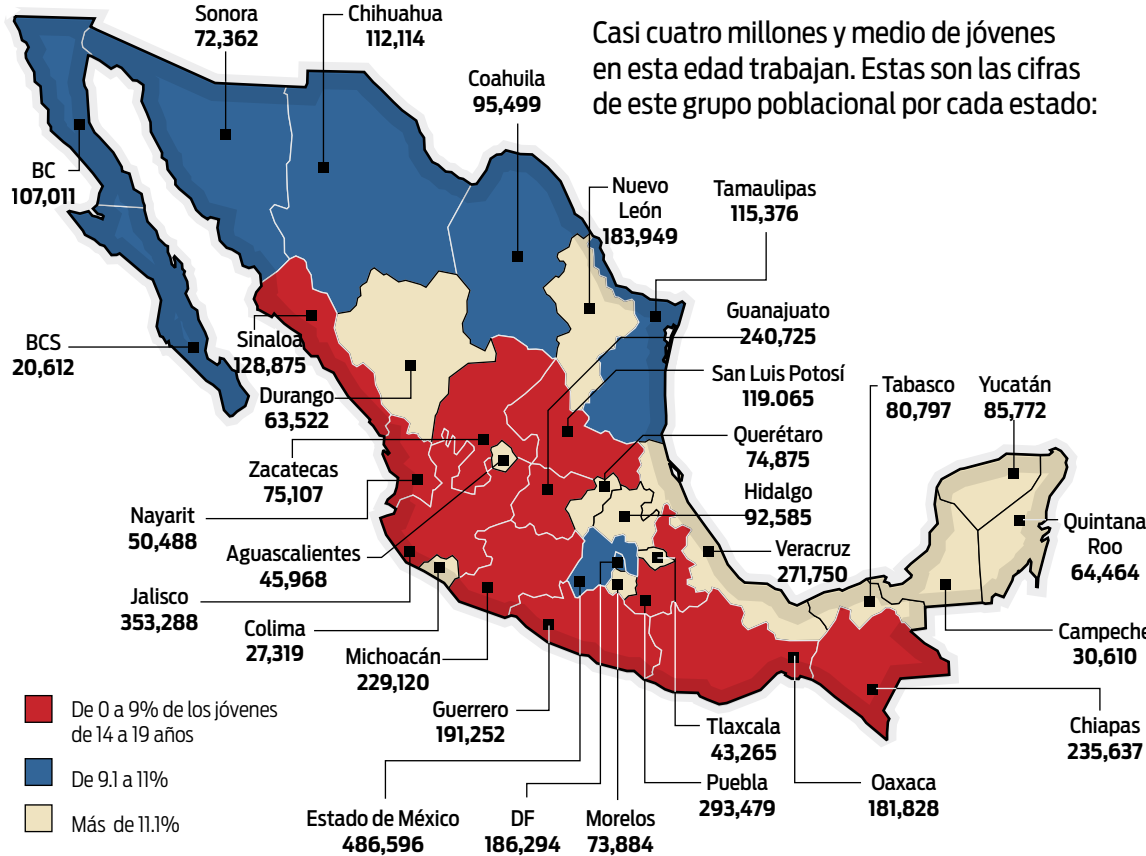 Casi cuatro millones y medio de jóvenes
en esta edad trabajan. Estas son las cifras
de este grupo poblacional por cada estado:
Sonora
72,362
Chihuahua
112,114
Coahuila
95,499
BC
107,011
Nuevo
León
183,949
Tamaulipas
115,376
Guanajuato
240,725
BCS
20,612
Sinaloa
128,875
San Luis Potosí
119.065
Tabasco
80,797
Yucatán
85,772
Durango
63,522
Querétaro
74,875
Zacatecas
75,107
Hidalgo
92,585
Nayarit
50,488
Quintana
Roo
64,464
Aguascalientes
45,968
Veracruz
271,750
Jalisco
353,288
Colima
27,319
Campeche
30,610
Michoacán
229,120
Guerrero
191,252
Tlaxcala
43,265
Chiapas
235,637
Puebla
293,479
Oaxaca
181,828
Estado de México
486,596
DF
186,294
Morelos
73,884
De 0 a 9% de los jóvenes
de 14 a 19 años
De 9.1 a 11%
Más de 11.1%